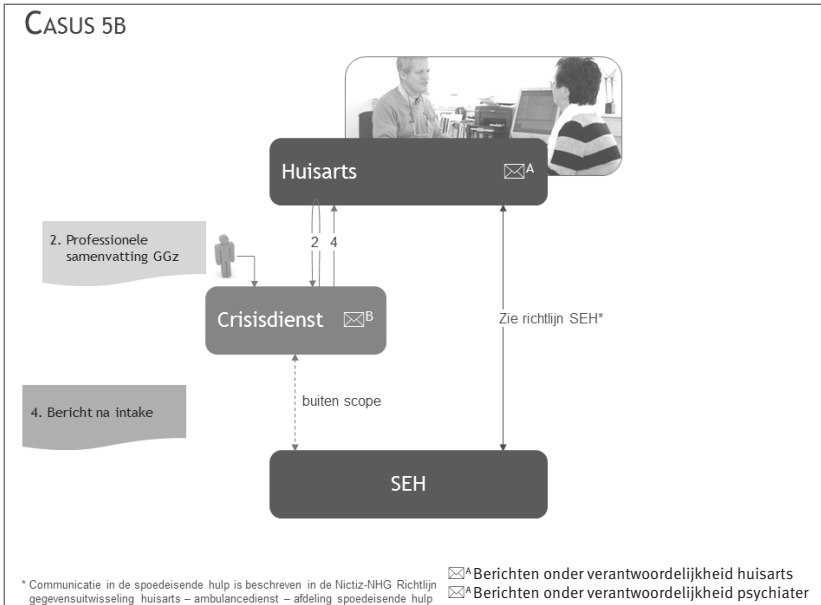 CASUS 5B
Huisarts ✉A
2. Professionele
samenvatting GGz
2 4
Crisisdienst ✉B
Zie richtlijn SEH*
buiten scope
4. Bericht na intake
SEH
* Communicatie in de spoedeisende hulp is beschreven in de Nictiz-NHG Richtlijn
gegevensuitwisseling huisarts – ambulancedienst – afdeling spoedeisende hulp
✉A Berichten onder verantwoordelijkheid huisarts
✉A Berichten onder verantwoordelijkheid psychiater